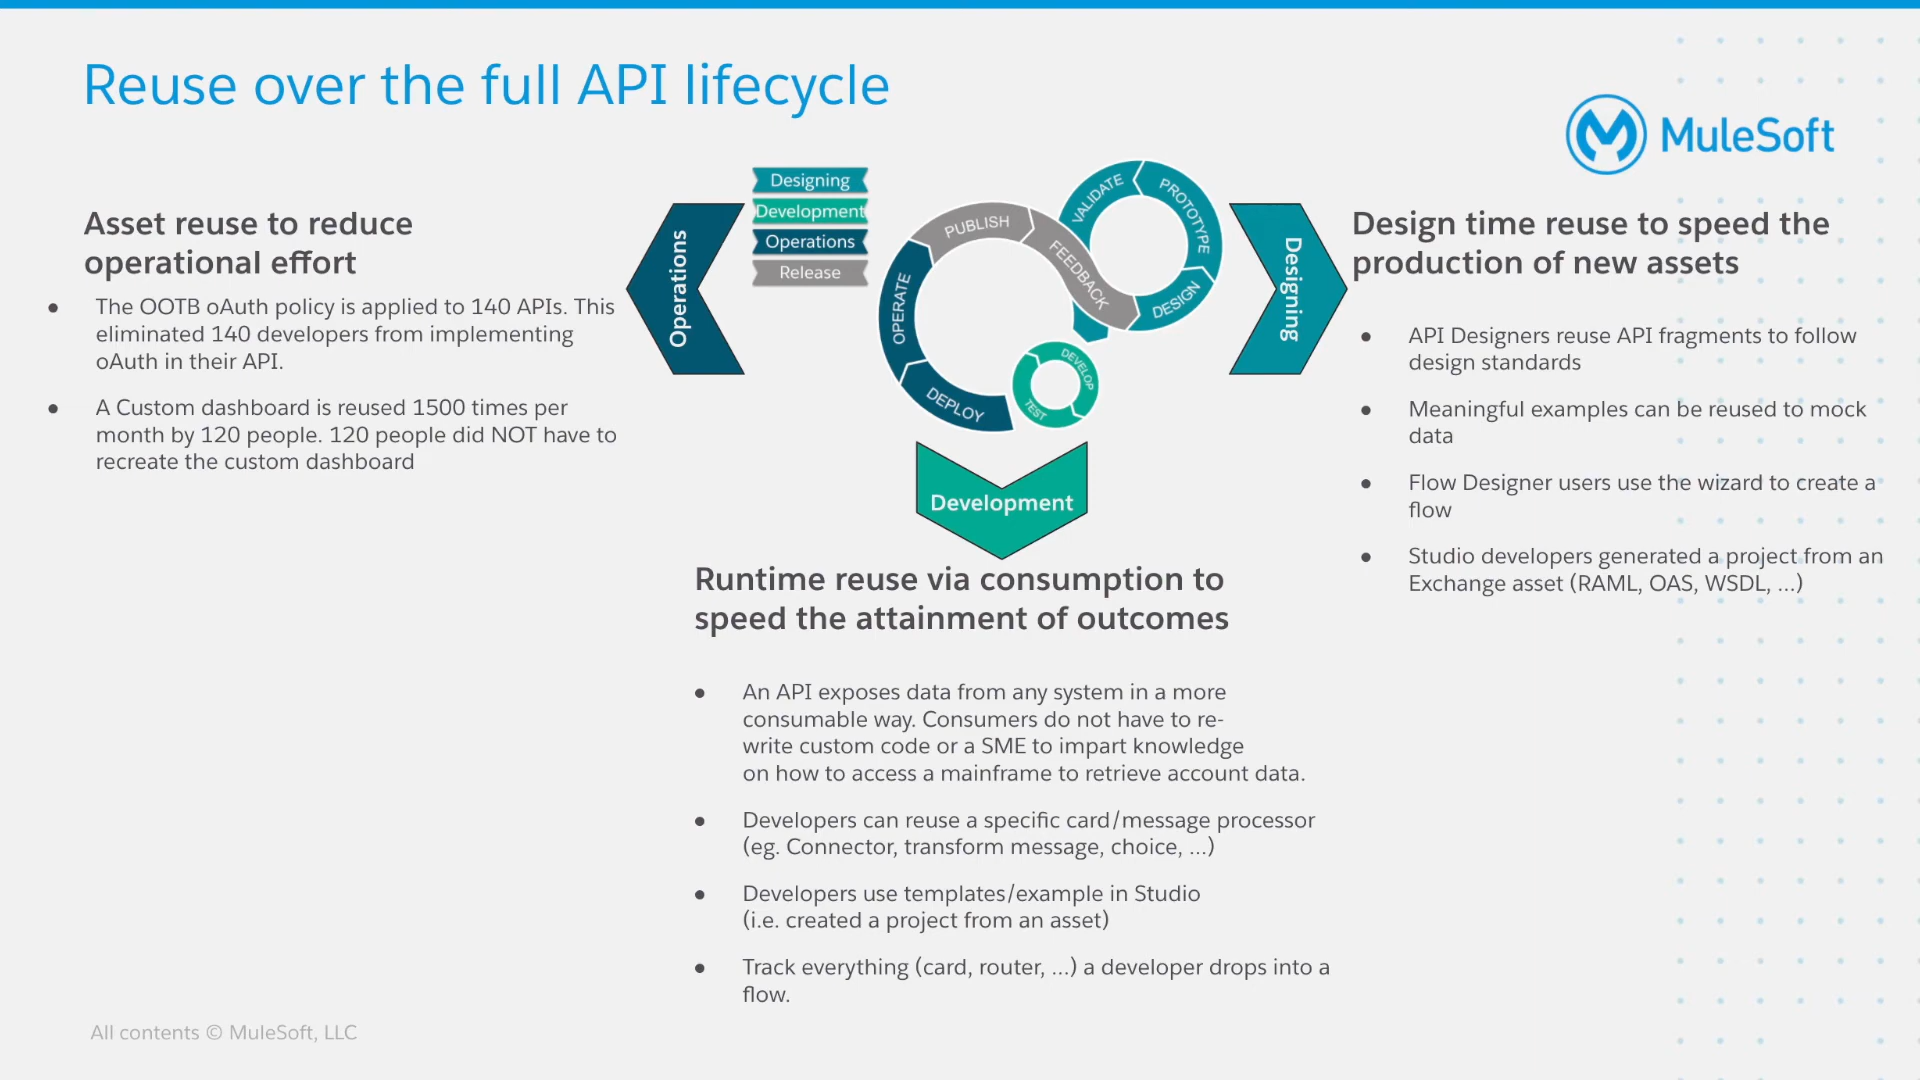 Reuse over the full API lifecycle
MuleSoft
Asset reuse to reduce
operational effort
● The OOTB oAuth policy is applied to 140 APIs. This
eliminated 140 developers from implementing
oAuth in their API.
● A Custom dashboard is reused 1500 times per
month by 120 people. 120 people did NOT have to
recreate the custom dashboard
Operations
Designing
Development
Operations
Release
PUBLISH
FEEDBACK
VALIDATE
PROTOTYPE
DESIGN
OPERATE
DEPLOY
DEVELOP
TEST
Designing
Development
Design time reuse to speed the
production of new assets
● API Designers reuse API fragments to follow
design standards
● Meaningful examples can be reused to mock
data
● Flow Designer users use the wizard to create a
flow
● Studio developers generated a project from an
Exchange asset (RAML, OAS, WSDL, ...)
Runtime reuse via consumption to
speed the attainment of outcomes
● An API exposes data from any system in a more
consumable way. Consumers do not have to re-
write custom code or a SME to impart knowledge
on how to access a mainframe to retrieve account data.
● Developers can reuse a specific card/message processor
(eg. Connector, transform message, choice, ...)
● Developers use templates/example in Studio
(i.e. created a project from an asset)
● Track everything (card, router, ...) a developer drops into a
flow.
All contents © MuleSoft, LLC